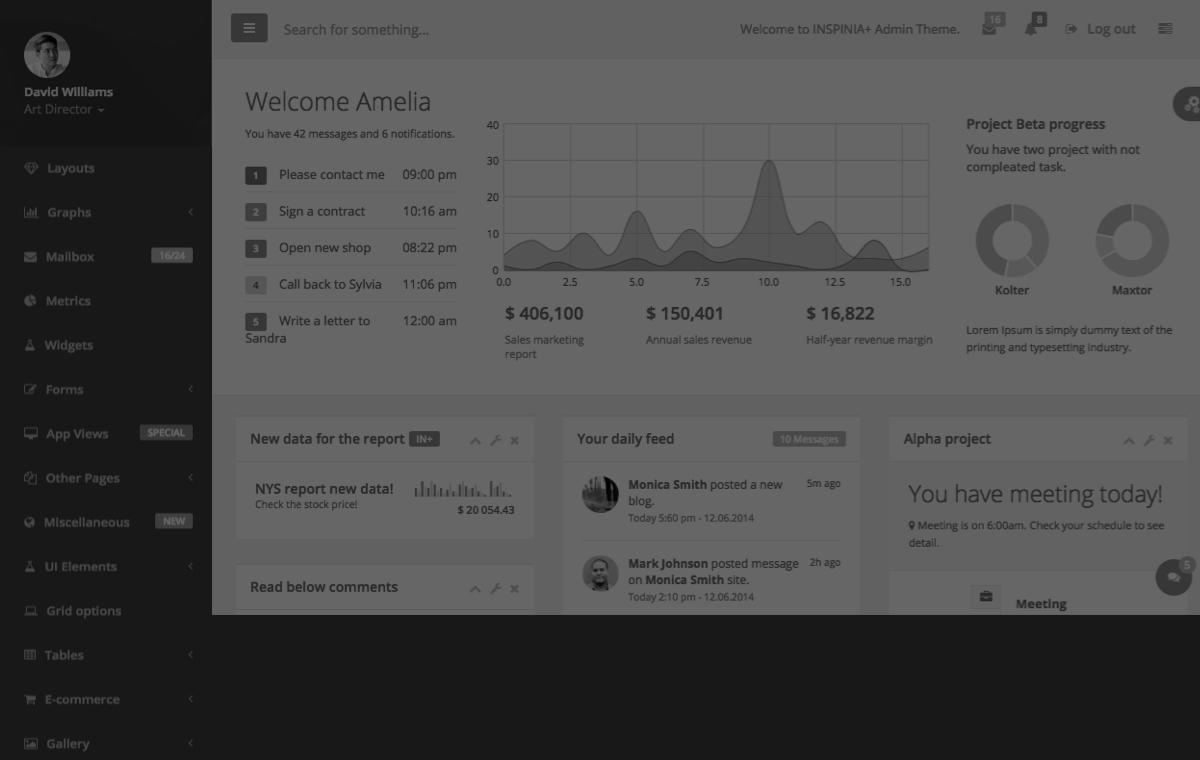 David Williams
Art Director
Layouts
Graphs
Mailbox 16/24
Metrics
Widgets
Forms
App Views SPECIAL
Other Pages
Miscellaneous NEW
UI Elements
Grid options
Tables
E-commerce
Gallery
Search for something...
Welcome to INSPINIA+ Admin Theme. 16 8 Log out
Welcome Amelia
You have 42 messages and 6 notifications.
1 Please contact me 09:00 pm
2 Sign a contract 10:16 am
3 Open new shop 08:22 pm
4 Call back to Sylvia 11:06 pm
5 Write a letter to 12:00 am
Sandra
40
30
20
10
0
0.0 2.5 5.0 7.5 10.0 12.5 15.0
$ 406,100 $ 150,401 $ 16,822
Sales marketing Annual sales revenue Half-year revenue margin
report
Project Beta progress
You have two project with not
compleated task.
Kolter Maxtor
Lorem Ipsum is simply dummy text of the
printing and typesetting industry.
New data for the report IN+
NYS report new data!
Check the stock price!
$ 20 054.43
Read below comments
Your daily feed 10 Messages
Monica Smith posted a new 5m ago
blog.
Today 5:60 pm - 12.06.2014
Mark Johnson posted message 2h ago
on Monica Smith site.
Today 2:10 pm - 12.06.2014
Alpha project
You have meeting today!
Meeting is on 6:00am. Check your schedule to see
detail.
5
Meeting